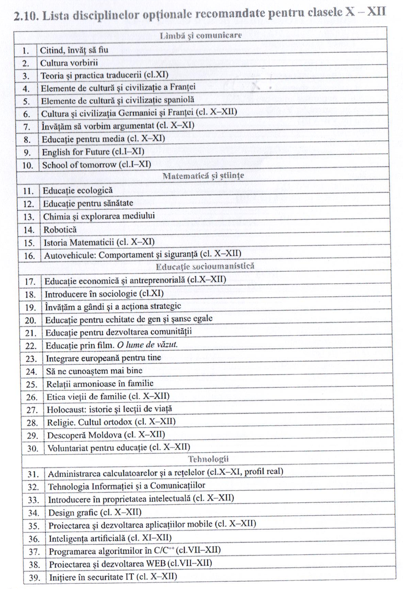 2.10. Lista disciplinelor opționale recomandate pentru clasele X – XII
Limbă și comunicare
1. Citind, învăț să fiu
2. Cultura vorbirii
3. Teoria și practica traducerii (cl.XI)
4. Elemente de cultură și civilizație a Franței
5. Elemente de cultură și civilizație spaniolă
6. Cultura și civilizația Germaniei și Franței (cl. X–XII)
7. Învățăm să vorbim argumentat (cl. X–XI)
8. Educație pentru media (cl. X–XI)
9. English for Future (cl.I–XI)
10. School of tomorrow (cl.I–XI)
Matematică și științe
11. Educație ecologică
12. Educație pentru sănătate
13. Chimia și explorarea mediului
14. Robotică
15. Istoria Matematicii (cl. X–XI)
16. Autovehicule: Comportament și siguranță (cl. X–XII)
Educație socioumanistică
17. Educație economică și antreprenorială (cl.X–XII)
18. Introducere în sociologie (cl.XI)
19. Învățăm a gândi și a acționa strategic
20. Educație pentru echitate de gen și șanse egale
21. Educație pentru dezvoltarea comunității
22. Educație prin film. O lume de văzut.
23. Integrare europeană pentru tine
24. Să ne cunoaștem mai bine
25. Relații armonioase în familie
26. Etica vieții de familie (cl. X–XII)
27. Holocaust: istorie și lecții de viață
28. Religie. Cultul ortodox (cl. X–XII)
29. Descoperă Moldova (cl. X–XII)
30. Voluntariat pentru educație (cl. X–XII)
Tehnologii
31. Administrarea calculatoarelor și a rețelelor (cl.X–XI, profil real)
32. Tehnologia Informației și a Comunicațiilor
33. Introducere în proprietatea intelectuală (cl. X–XII)
34. Design grafic (cl. X–XII)
35. Proiectarea și dezvoltarea aplicațiilor mobile (cl. X–XII)
36. Inteligența artificială (cl. XI–XII)
37. Programarea algoritmilor în C/C++ (cl.VII–XII)
38. Proiectarea și dezvoltarea WEB (cl.VII–XII)
39. Inițiere în securitate IT (cl. X–XII)